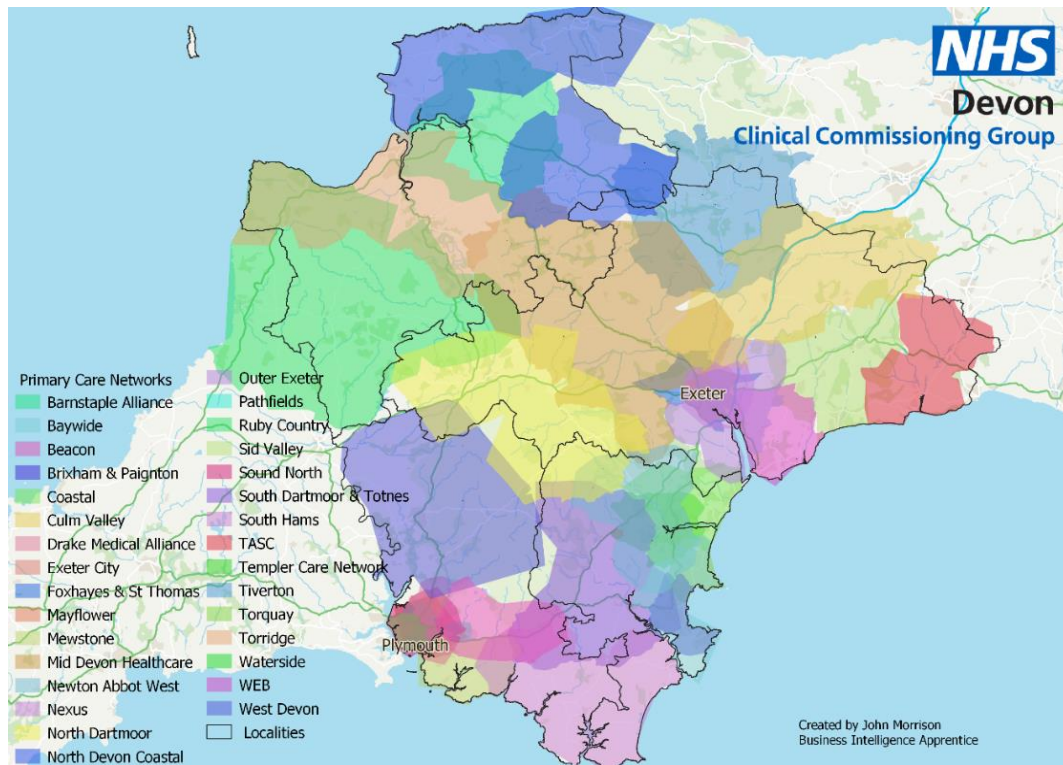 NHS
Devon
Clinical Commissioning Group
Exeter
Plymouth
Primary Care Networks
Barnstaple Alliance
Baywide
Beacon
Brixham & Paignton
Coastal
Culm Valley
Drake Medical Alliance
Exeter City
Foxhayes & St Thomas
Mayflower
Mewstone
Mid Devon Healthcare
Newton Abbot West
Nexus
North Dartmoor
North Devon Coastal
Outer Exeter
Pathfields
Ruby Country
Sid Valley
Sound North
South Dartmoor & Totnes
South Hams
TASC
Templer Care Network
Tiverton
Torquay
Torridge
Waterside
WEB
West Devon
Localities
Created by John Morrison
Business Intelligence Apprentice